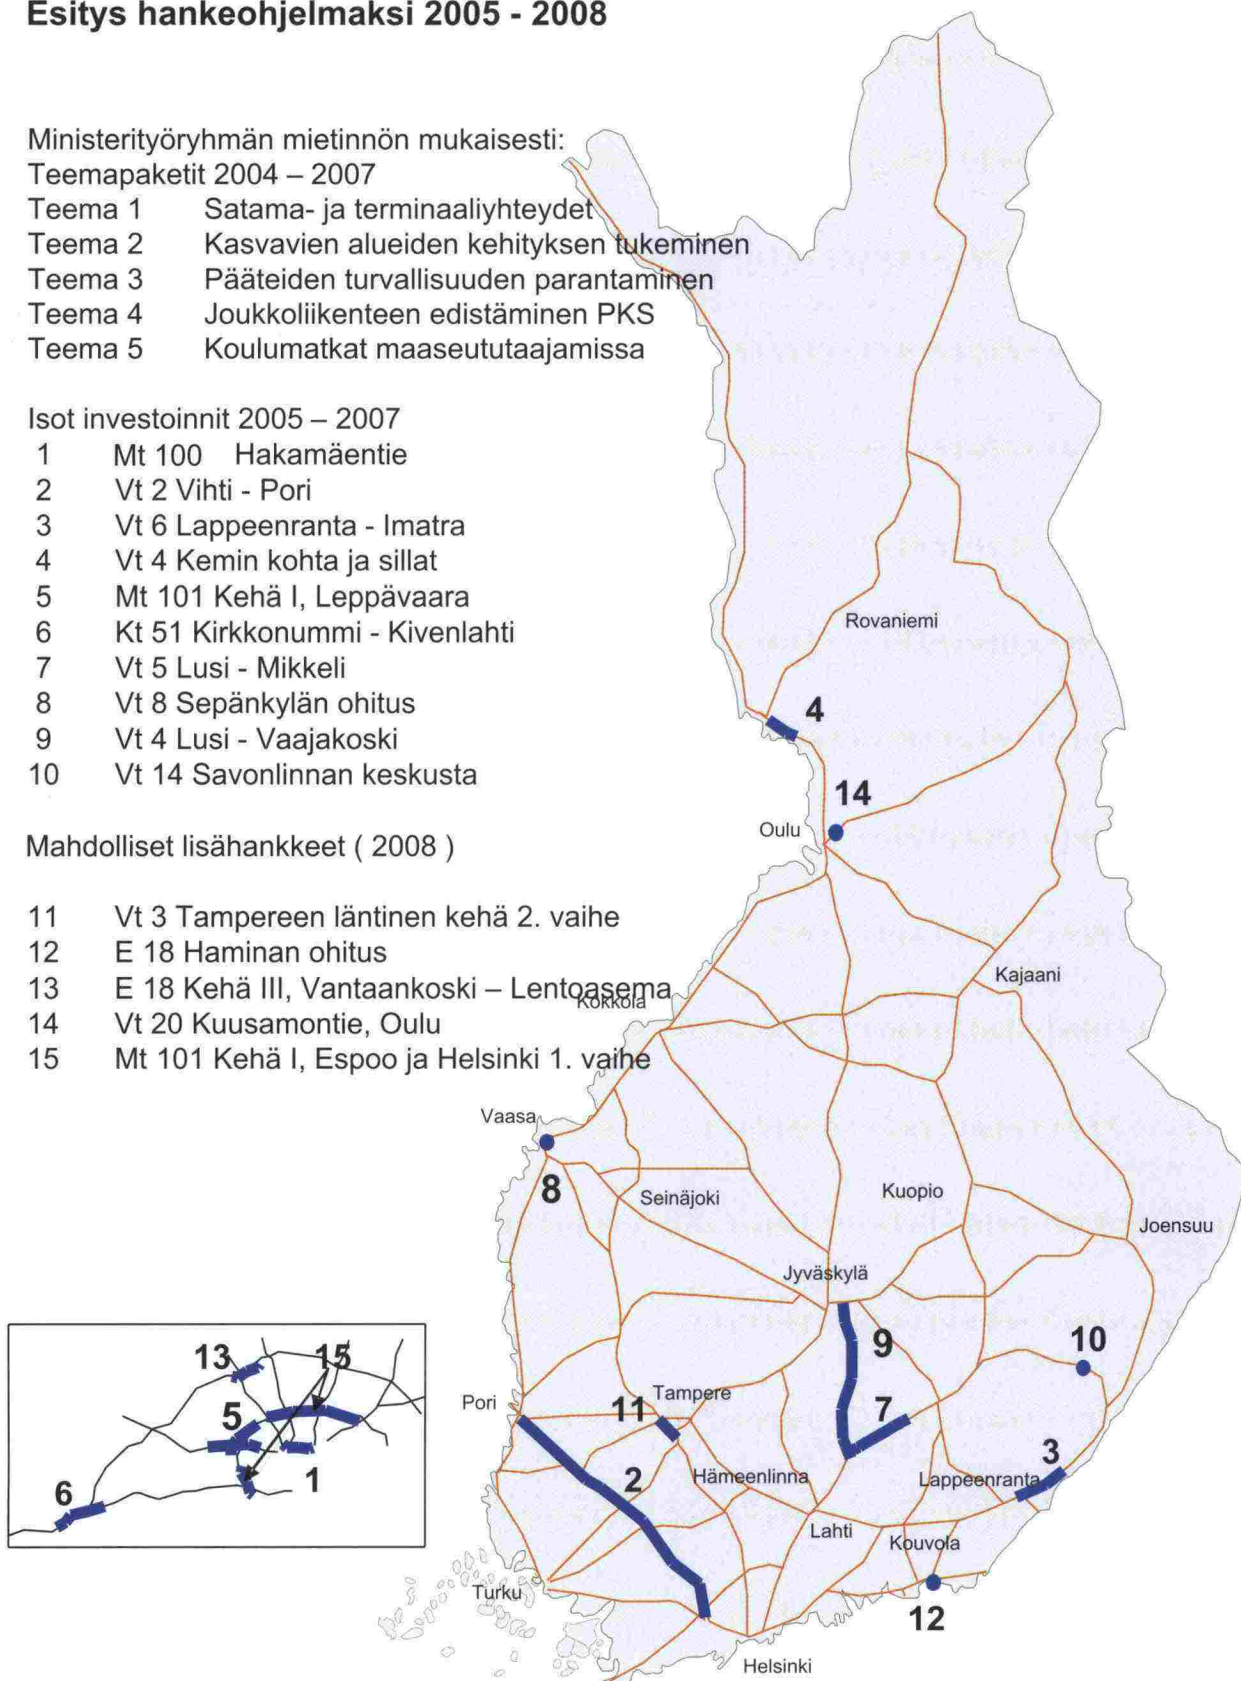 Esitys hankeohjelmaksi 2005 - 2008
Ministerityöryhmän mietinnön mukaisesti:
Teemapaketit 2004 – 2007
Teema 1 Satama- ja terminaaliyhteydet
Teema 2 Kasvavien alueiden kehityksen tukeminen
Teema 3 Pääteiden turvallisuuden parantaminen
Teema 4 Joukkoliikenteen edistäminen PKS
Teema 5 Koulumatkat maaseututaajamissa
Isot investoinnit 2005 – 2007
1 Mt 100 Hakamäentie
2 Vt 2 Vihti - Pori
3 Vt 6 Lappeenranta - Imatra
4 Vt 4 Kemin kohta ja sillat
5 Mt 101 Kehä I, Leppävaara
6 Kt 51 Kirkkonummi - Kivenlahti
7 Vt 5 Lusi - Mikkeli
8 Vt 8 Sepänkylän ohitus
9 Vt 4 Lusi - Vaajakoski
10 Vt 14 Savonlinnan keskusta
Mahdolliset lisähankkeet ( 2008 )
11 Vt 3 Tampereen läntinen kehä 2. vaihe
12 E 18 Haminan ohitus
13 E 18 Kehä III, Vantaankoski – Lentoasema
14 Vt 20 Kuusamontie, Oulu
15 Mt 101 Kehä I, Espoo ja Helsinki 1. vaihe
Rovaniemi
4
14
Oulu
Kajaani
Kokkola
Vaasa
8
Seinäjoki
Kuopio
Joensuu
Jyväskylä
9
10
Pori
11
Tampere
7
3
2
Hämeenlinna
Lappeenranta
Lahti
Kouvola
Turku
12
Helsinki
13
15
5
6
1